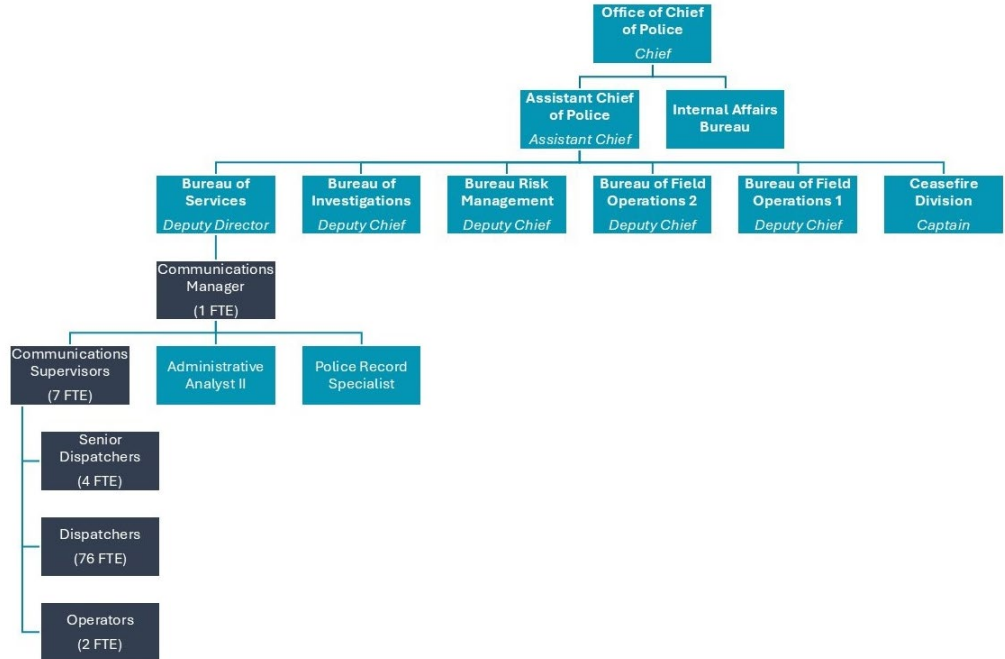 Office of Chief
of Police
Chief
Assistant Chief
of Police
Assistant Chief
Internal Affairs
Bureau
Bureau of
Services
Deputy Director
Bureau of
Investigations
Deputy Chief
Bureau Risk
Management
Deputy Chief
Bureau of Field
Operations 2
Deputy Chief
Bureau of Field
Operations 1
Deputy Chief
Ceasefire
Division
Captain
Communications
Manager
(1 FTE)
Communications
Supervisors
(7 FTE)
Administrative
Analyst II
Police Record
Specialist
Senior
Dispatchers
(4 FTE)
Dispatchers
(76 FTE)
Operators
(2 FTE)